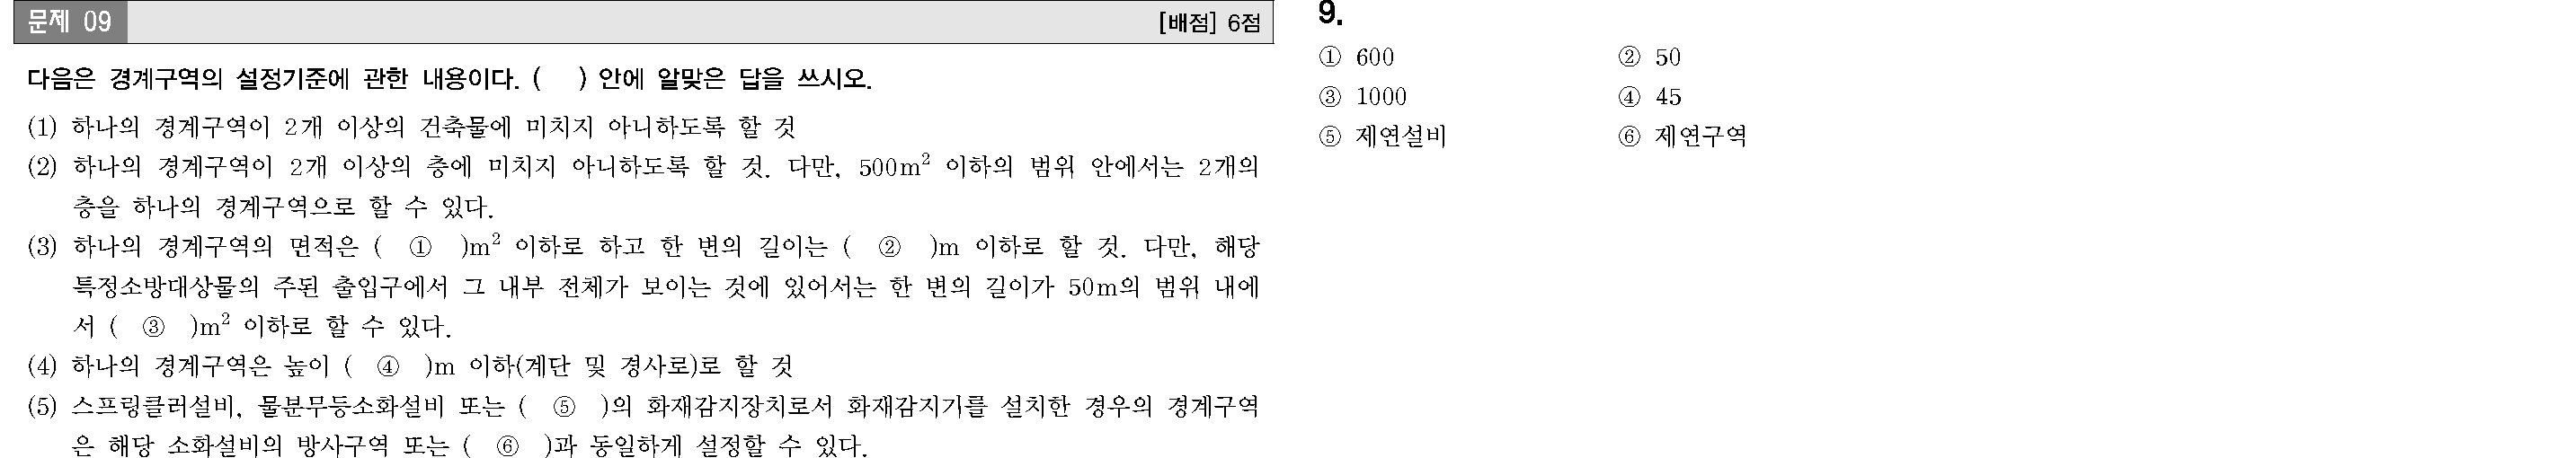 문제 09
[배점] 6점
다음은 경계구역의 설정기준에 관한 내용이다. (    ) 안에 알맞은 답을 쓰시오.
(1) 하나의 경계구역이 2개 이상의 건축물에 미치지 아니하도록 할 것
(2) 하나의 경계구역이 2개 이상의 층에 미치지 아니하도록 할 것. 다만, 500m² 이하의 범위 안에서는 2개의
층을 하나의 경계구역으로 할 수 있다.
(3) 하나의 경계구역의 면적은 ( ① )m² 이하로 하고 한 변의 길이는 ( ② )m 이하로 할 것. 다만, 해당
특정소방대상물의 주된 출입구에서 그 내부 전체가 보이는 것에 있어서는 한 변의 길이가 50m의 범위 내에
서 ( ③ )m² 이하로 할 수 있다.
(4) 하나의 경계구역은 높이 ( ④ )m 이하(계단 및 경사로)로 할 것
(5) 스프링클러설비, 물분무등소화설비 또는 ( ⑤ )의 화재감지장치로서 화재감지기를 설치한 경우의 경계구역
은 해당 소화설비의 방사구역 또는 ( ⑥ )과 동일하게 설정할 수 있다.
9.
① 600 ② 50
③ 1000 ④ 45
⑤ 제연설비 ⑥ 제연구역